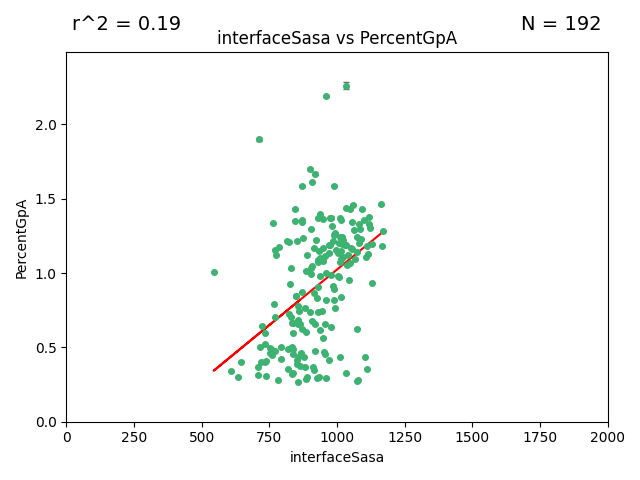 r^2 = 0.19
N = 192
interfaceSasa vs PercentGpA
PercentGpA
2.0
1.5
1.0
0.5
0.0
0
250
500
750
1000
1250
1500
1750
2000
interfaceSasa